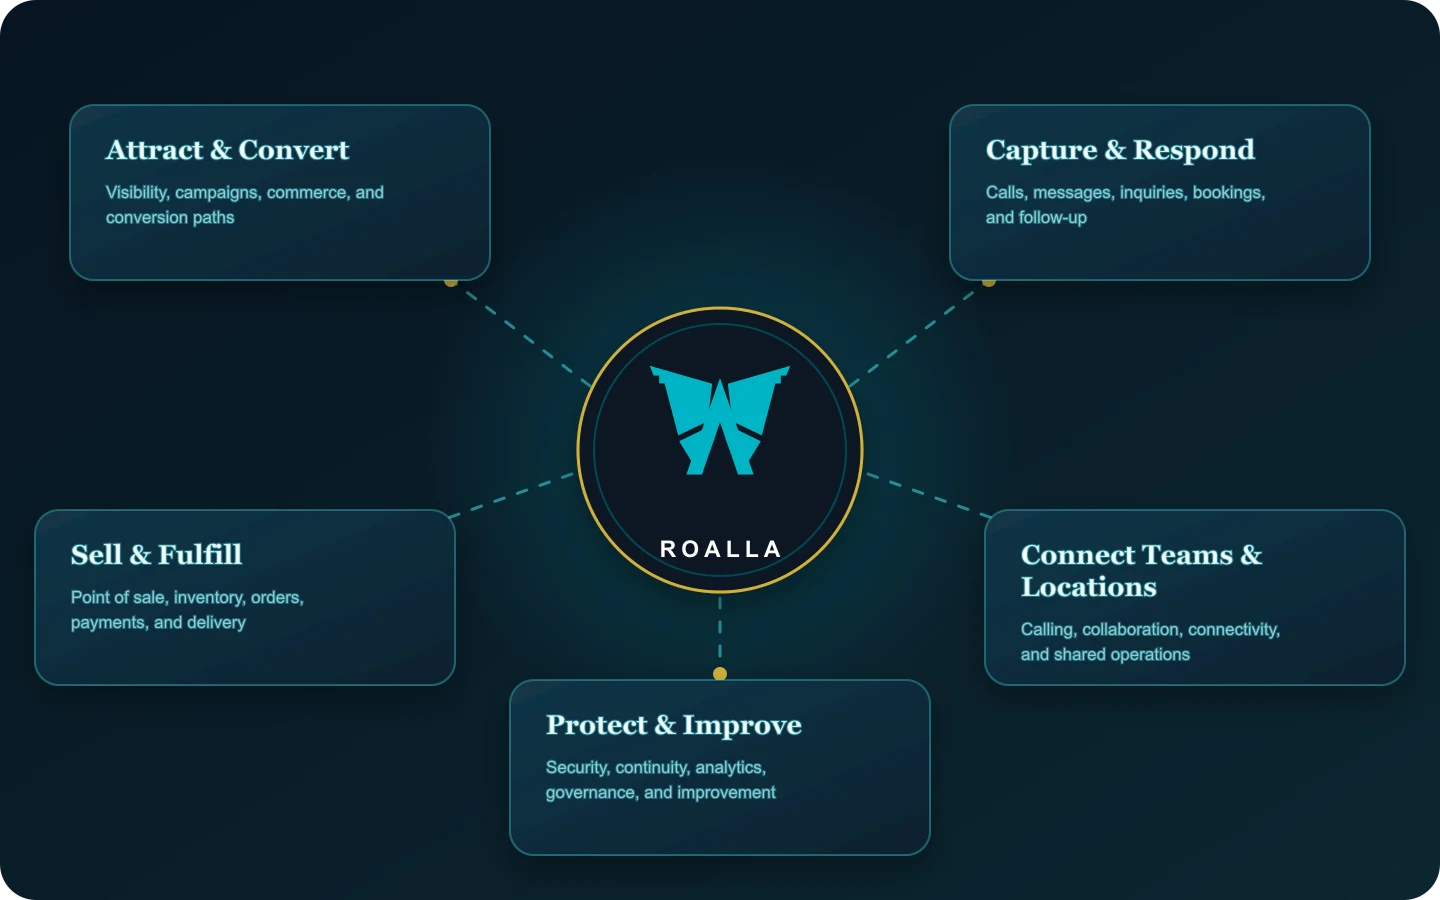 Attract & Convert
Visibility, campaigns, commerce, and
conversion paths
Capture & Respond
Calls, messages, inquiries, bookings,
and follow-up
ROALLA
Sell & Fulfill
Point of sale, inventory, orders,
payments, and delivery
Connect Teams &
Locations
Calling, collaboration, connectivity,
and shared operations
Protect & Improve
Security, continuity, analytics,
governance, and improvement